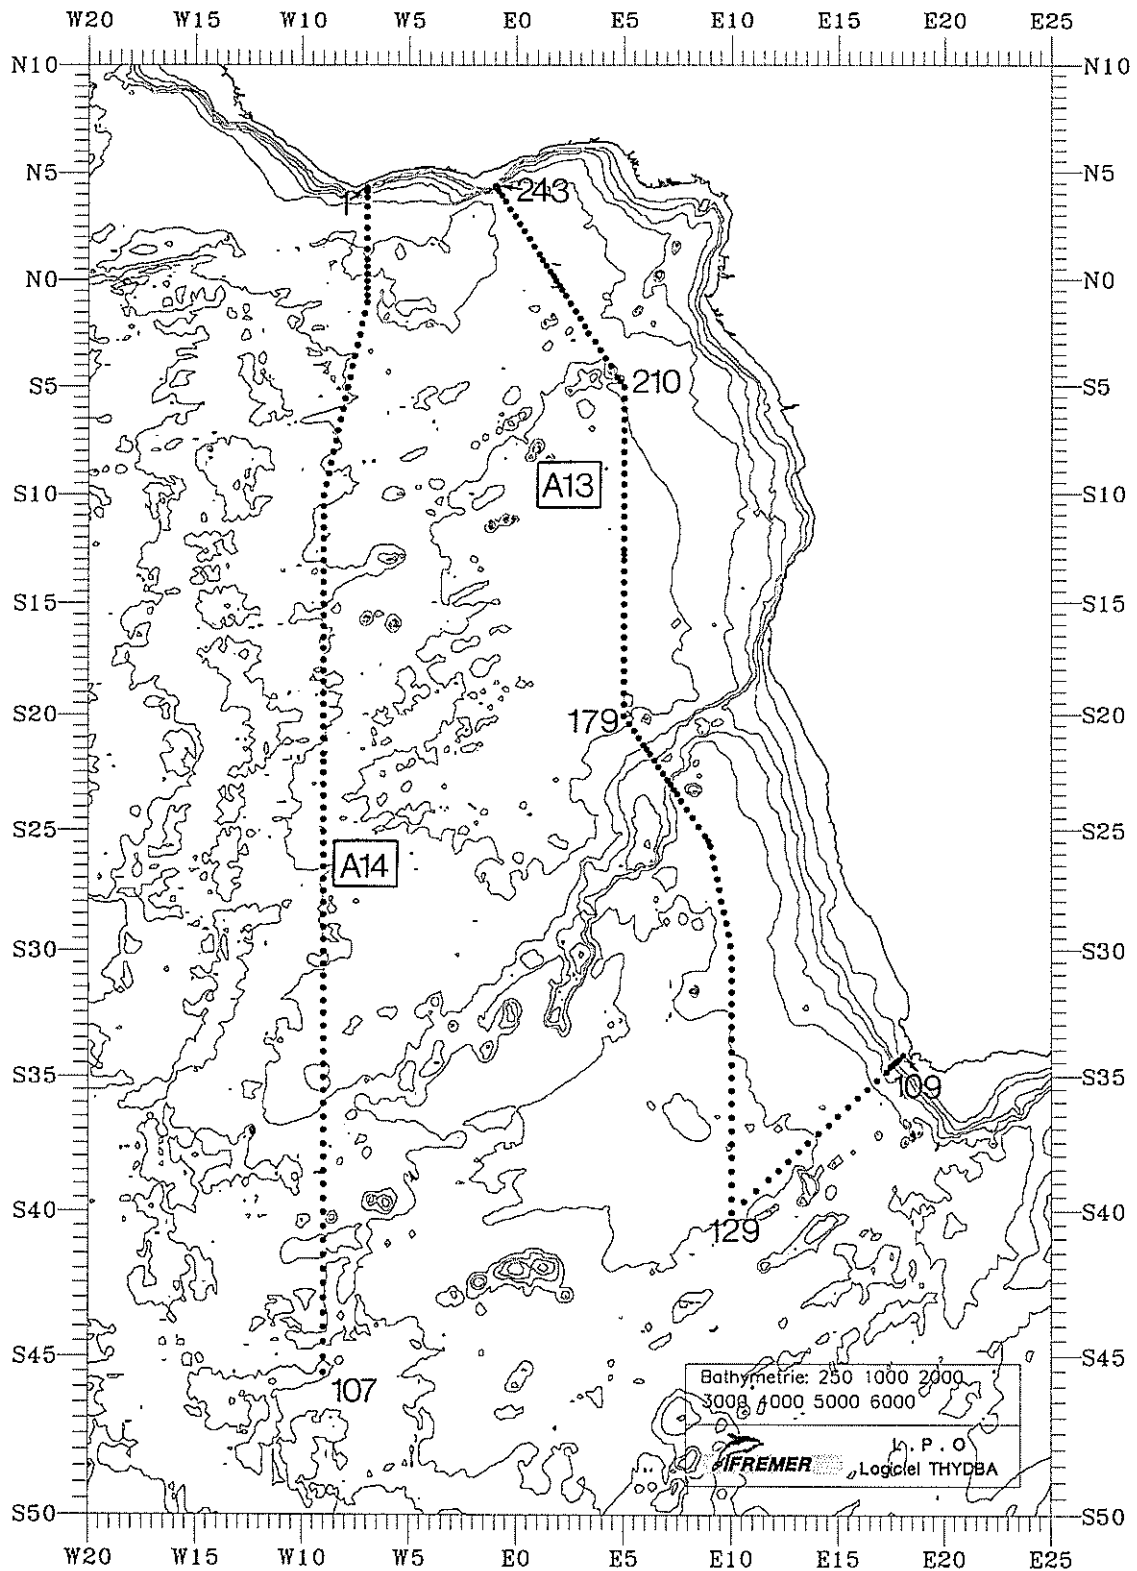 W20 W15 W10 W5 E0 E5 E10 E15 E20 E25
N10 N10
N5 1 243 N5
N0 N0
S5 210 S5
A13
S10 S10
S15 S15
S20 179 S20
S25 S25
A14
S30 S30
S35 109 S35
S40 129 S40
S45 107 S45
Bathymetrie: 250 1000 2000
3000 4000 5000 6000
L.P.O
IFREMER Logiciel THYDBA
S50 S50
W20 W15 W10 W5 E0 E5 E10 E15 E20 E25